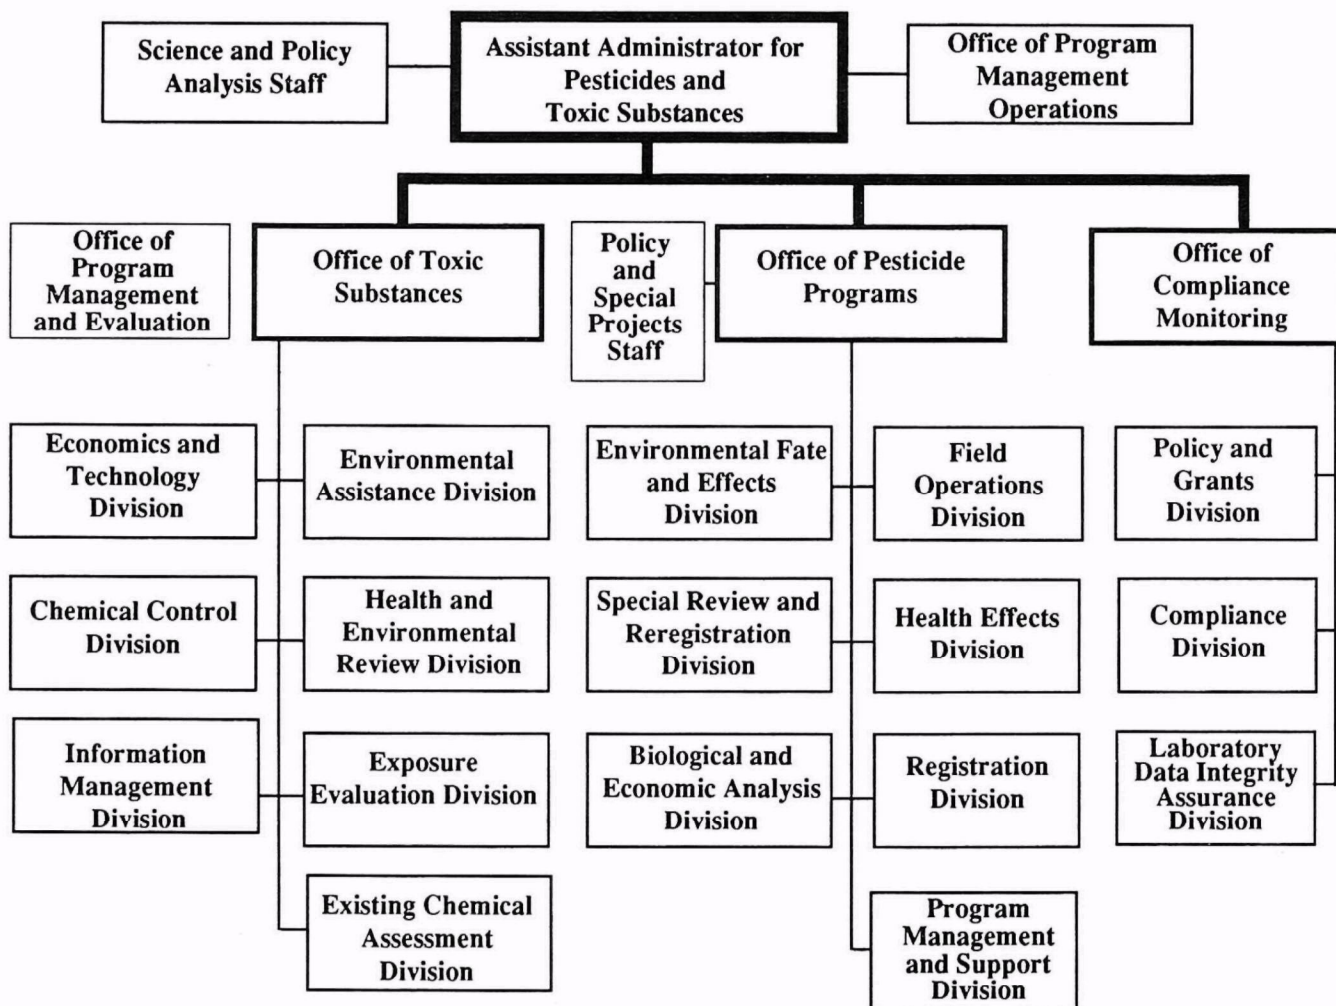 Science and Policy
Analysis Staff
Assistant Administrator for
Pesticides and
Toxic Substances
Office of Program
Management
Operations
Office of
Program
Management
and Evaluation
Office of Toxic
Substances
Policy
and
Special
Projects
Staff
Office of Pesticide
Programs
Office of
Compliance
Monitoring
Economics and
Technology
Division
Environmental
Assistance Division
Environmental Fate
and Effects
Division
Field
Operations
Division
Policy and
Grants
Division
Chemical Control
Division
Health and
Environmental
Review Division
Special Review and
Reregistration
Division
Health Effects
Division
Compliance
Division
Information
Management
Division
Exposure
Evaluation Division
Biological and
Economic Analysis
Division
Registration
Division
Laboratory
Data Integrity
Assurance
Division
Existing Chemical
Assessment
Division
Program
Management
and Support
Division